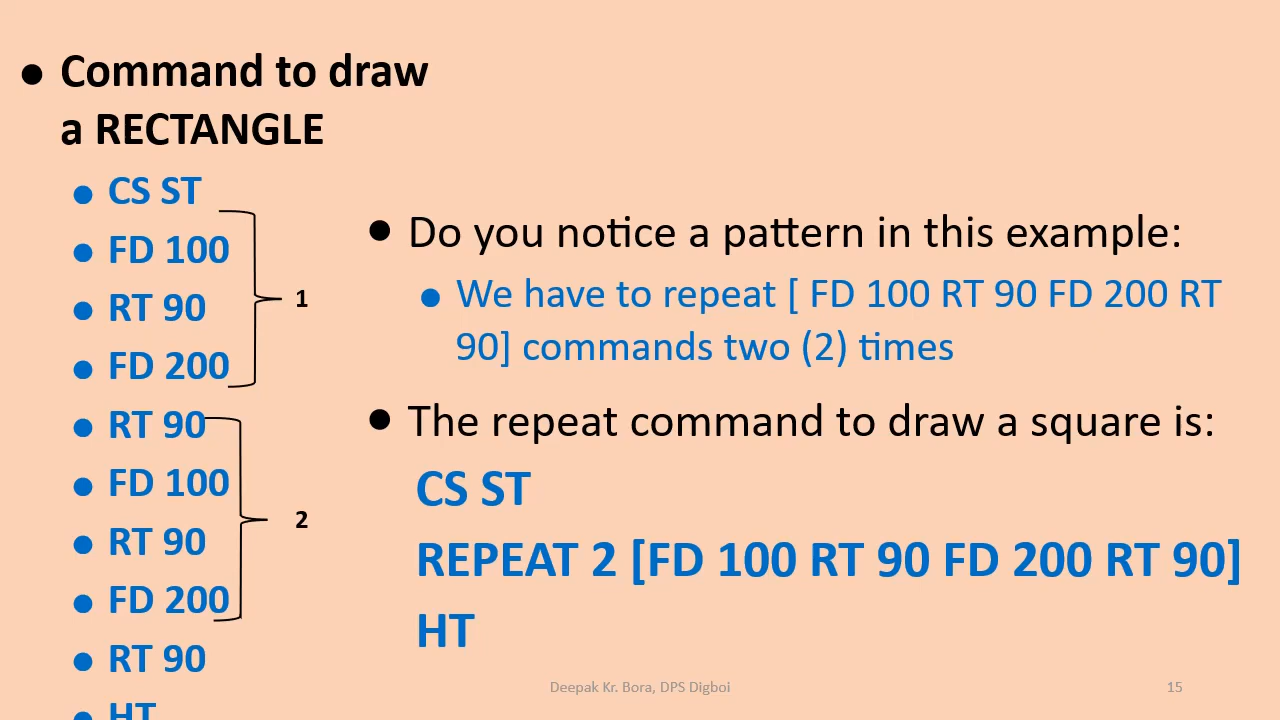 Command to draw
a RECTANGLE
CS ST
FD 100
RT 90
FD 200
RT 90
FD 100
RT 90
FD 200
RT 90
HT
1
2
Do you notice a pattern in this example:
We have to repeat [ FD 100 RT 90 FD 200 RT
90] commands two (2) times
The repeat command to draw a square is:
CS ST
REPEAT 2 [FD 100 RT 90 FD 200 RT 90]
HT
Deepak Kr. Bora, DPS Digboi
15